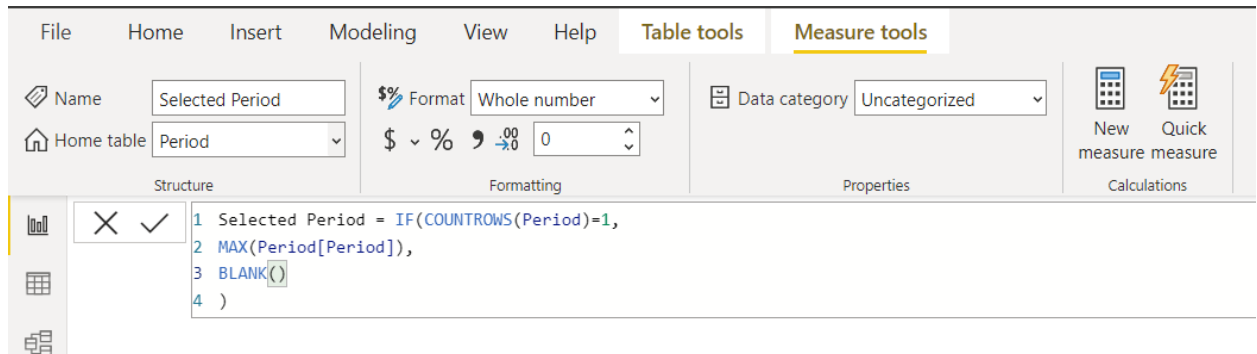 File Home Insert Modeling View Help Table tools Measure tools
Name Selected Period
Home table Period
Structure
$% Format Whole number
$ % 9 .00 →.0 0
Formatting
Data category Uncategorized
Properties
New measure
Quick measure
Calculations
1 Selected Period = IF(COUNTROWS(Period)=1,
2 MAX(Period[Period]),
3 BLANK()
4 )